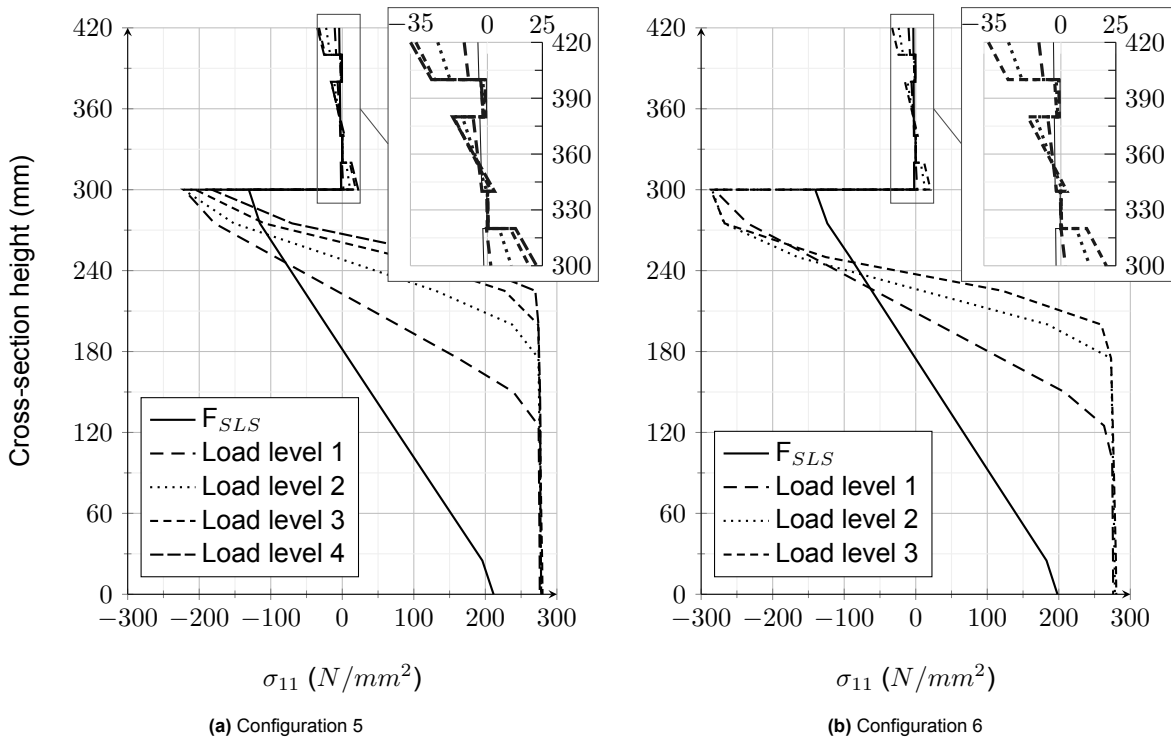 −35 0 25
420
390
360
330
300
420
360
300
240
180
120
60
0
Cross-section height (mm)
F_SLS
Load level 1
Load level 2
Load level 3
Load level 4
−300 −200 −100 0 100 200 300
σ₁₁ (N/mm²)
(a) Configuration 5
−35 0 25
420
390
360
330
300
420
360
300
240
180
120
60
0
F_SLS
Load level 1
Load level 2
Load level 3
−300 −200 −100 0 100 200 300
σ₁₁ (N/mm²)
(b) Configuration 6